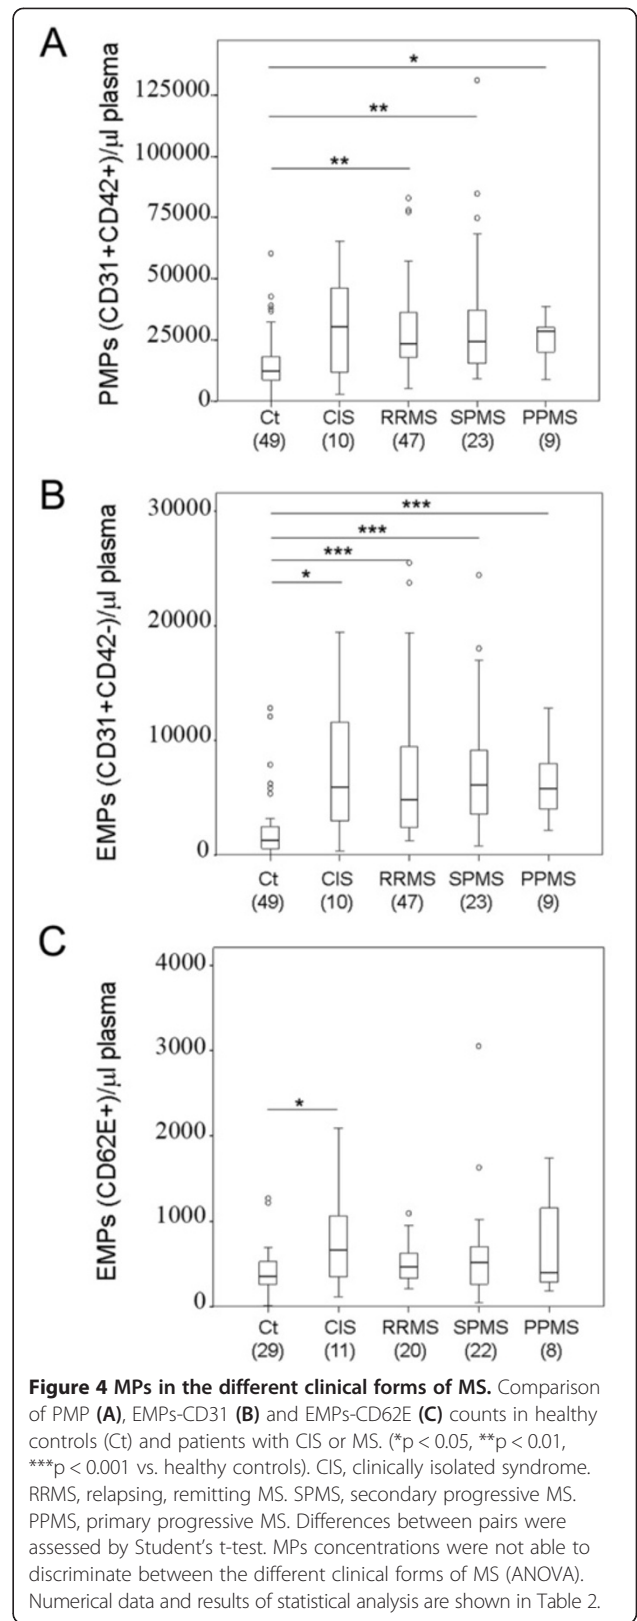 A
PMPs (CD31+CD42+)/µl plasma
125000
100000
75000
50000
25000
0
*
**
**
Ct CIS RRMS SPMS PPMS
(49) (10) (47) (23) (9)
B
EMPs (CD31+CD42-)/µl plasma
30000
20000
10000
0
***
***
***
*
Ct CIS RRMS SPMS PPMS
(49) (10) (47) (23) (9)
C
EMPs (CD62E+)/µl plasma
4000
3000
2000
1000
0
*
Ct CIS RRMS SPMS PPMS
(29) (11) (20) (22) (8)
Figure 4 MPs in the different clinical forms of MS. Comparison
of PMP (A), EMPs-CD31 (B) and EMPs-CD62E (C) counts in healthy
controls (Ct) and patients with CIS or MS. (*p < 0.05, **p < 0.01,
***p < 0.001 vs. healthy controls). CIS, clinically isolated syndrome.
RRMS, relapsing, remitting MS. SPMS, secondary progressive MS.
PPMS, primary progressive MS. Differences between pairs were
assessed by Student's t-test. MPs concentrations were not able to
discriminate between the different clinical forms of MS (ANOVA).
Numerical data and results of statistical analysis are shown in Table 2.